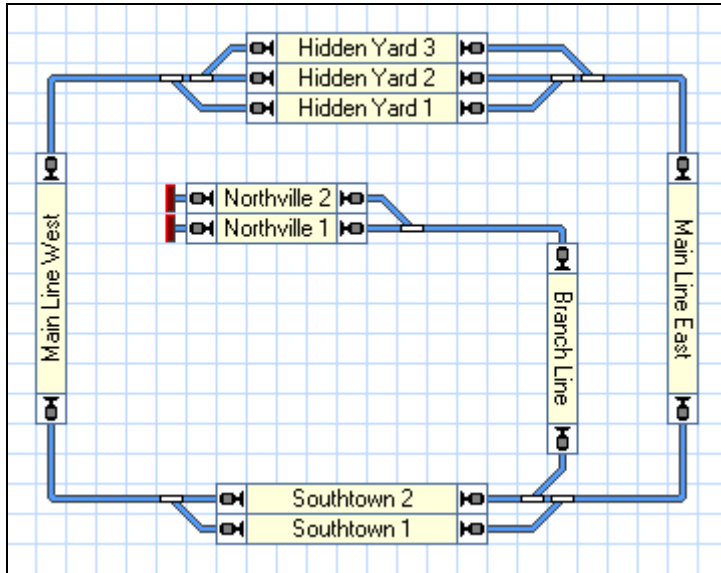 Hidden Yard 3
Hidden Yard 2
Hidden Yard 1
Northville 2
Northville 1
Main Line West
Branch Line
Main Line East
Southtown 2
Southtown 1